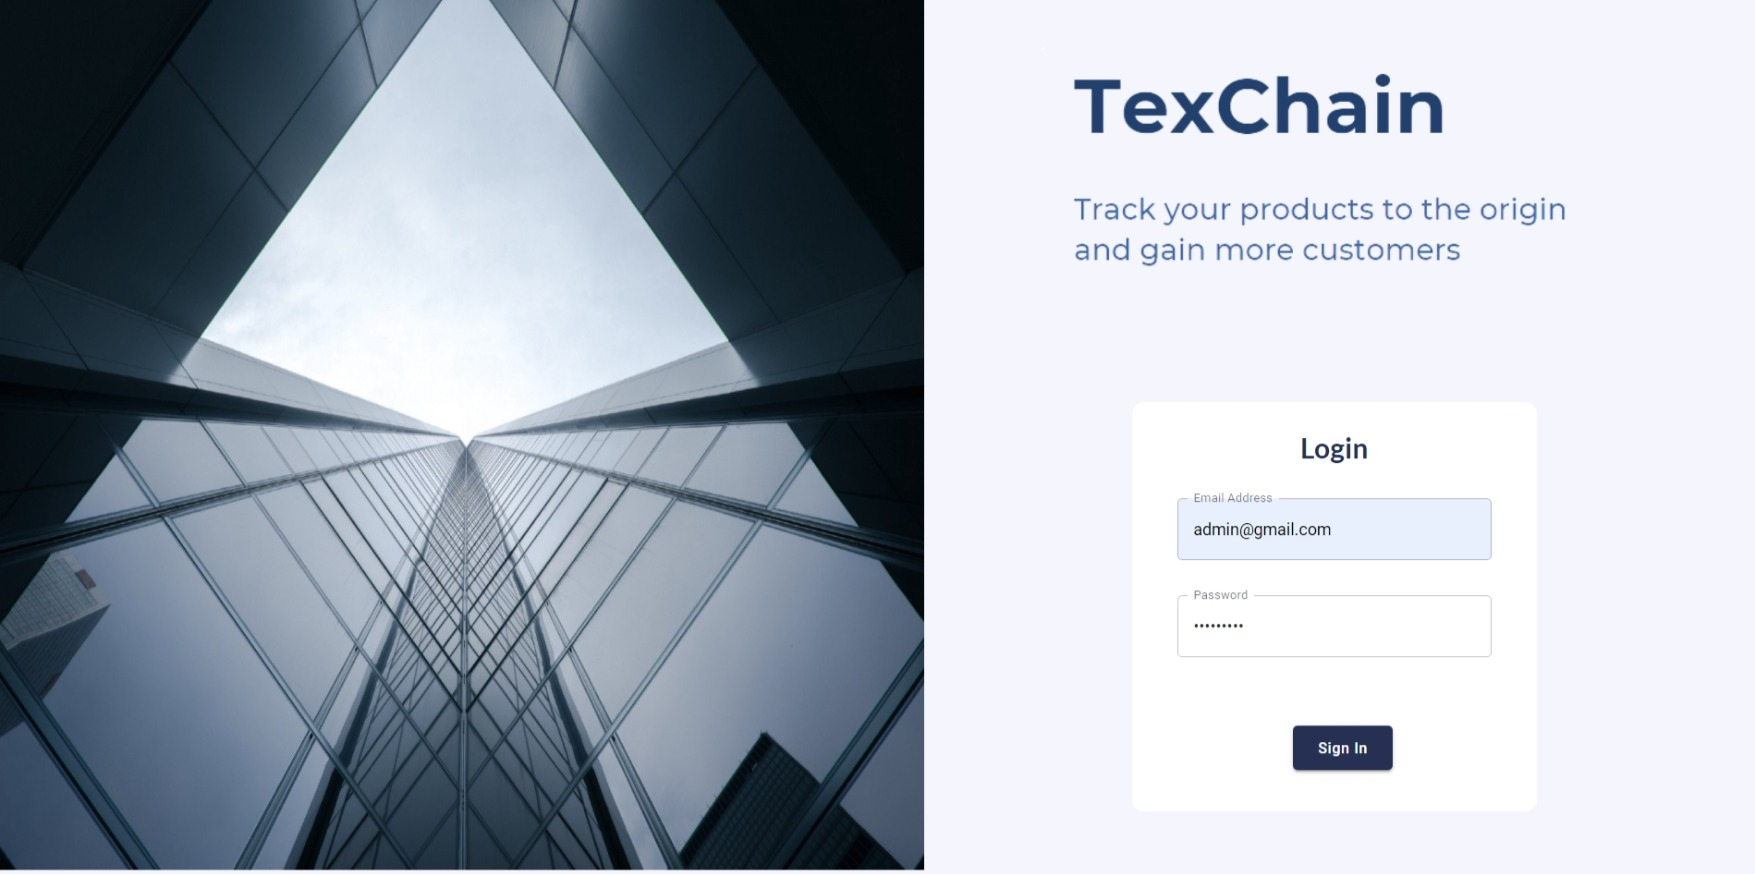 TexChain
Track your products to the origin
and gain more customers
Login
Email Address
admin@gmail.com
Password
•••••••••
Sign In